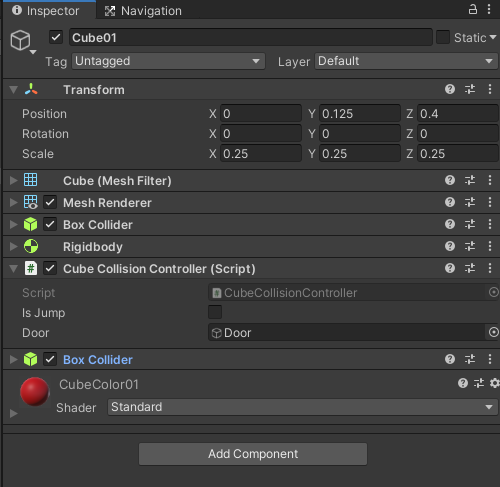 Inspector Navigation
Cube01 Static
Tag Untagged Layer Default
Transform
Position X 0 Y 0.125 Z 0.4
Rotation X 0 Y 0 Z 0
Scale X 0.25 Y 0.25 Z 0.25
Cube (Mesh Filter)
Mesh Renderer
Box Collider
Rigidbody
Cube Collision Controller (Script)
Script CubeCollisionController
Is Jump
Door Door
Box Collider
CubeColor01
Shader Standard
Add Component